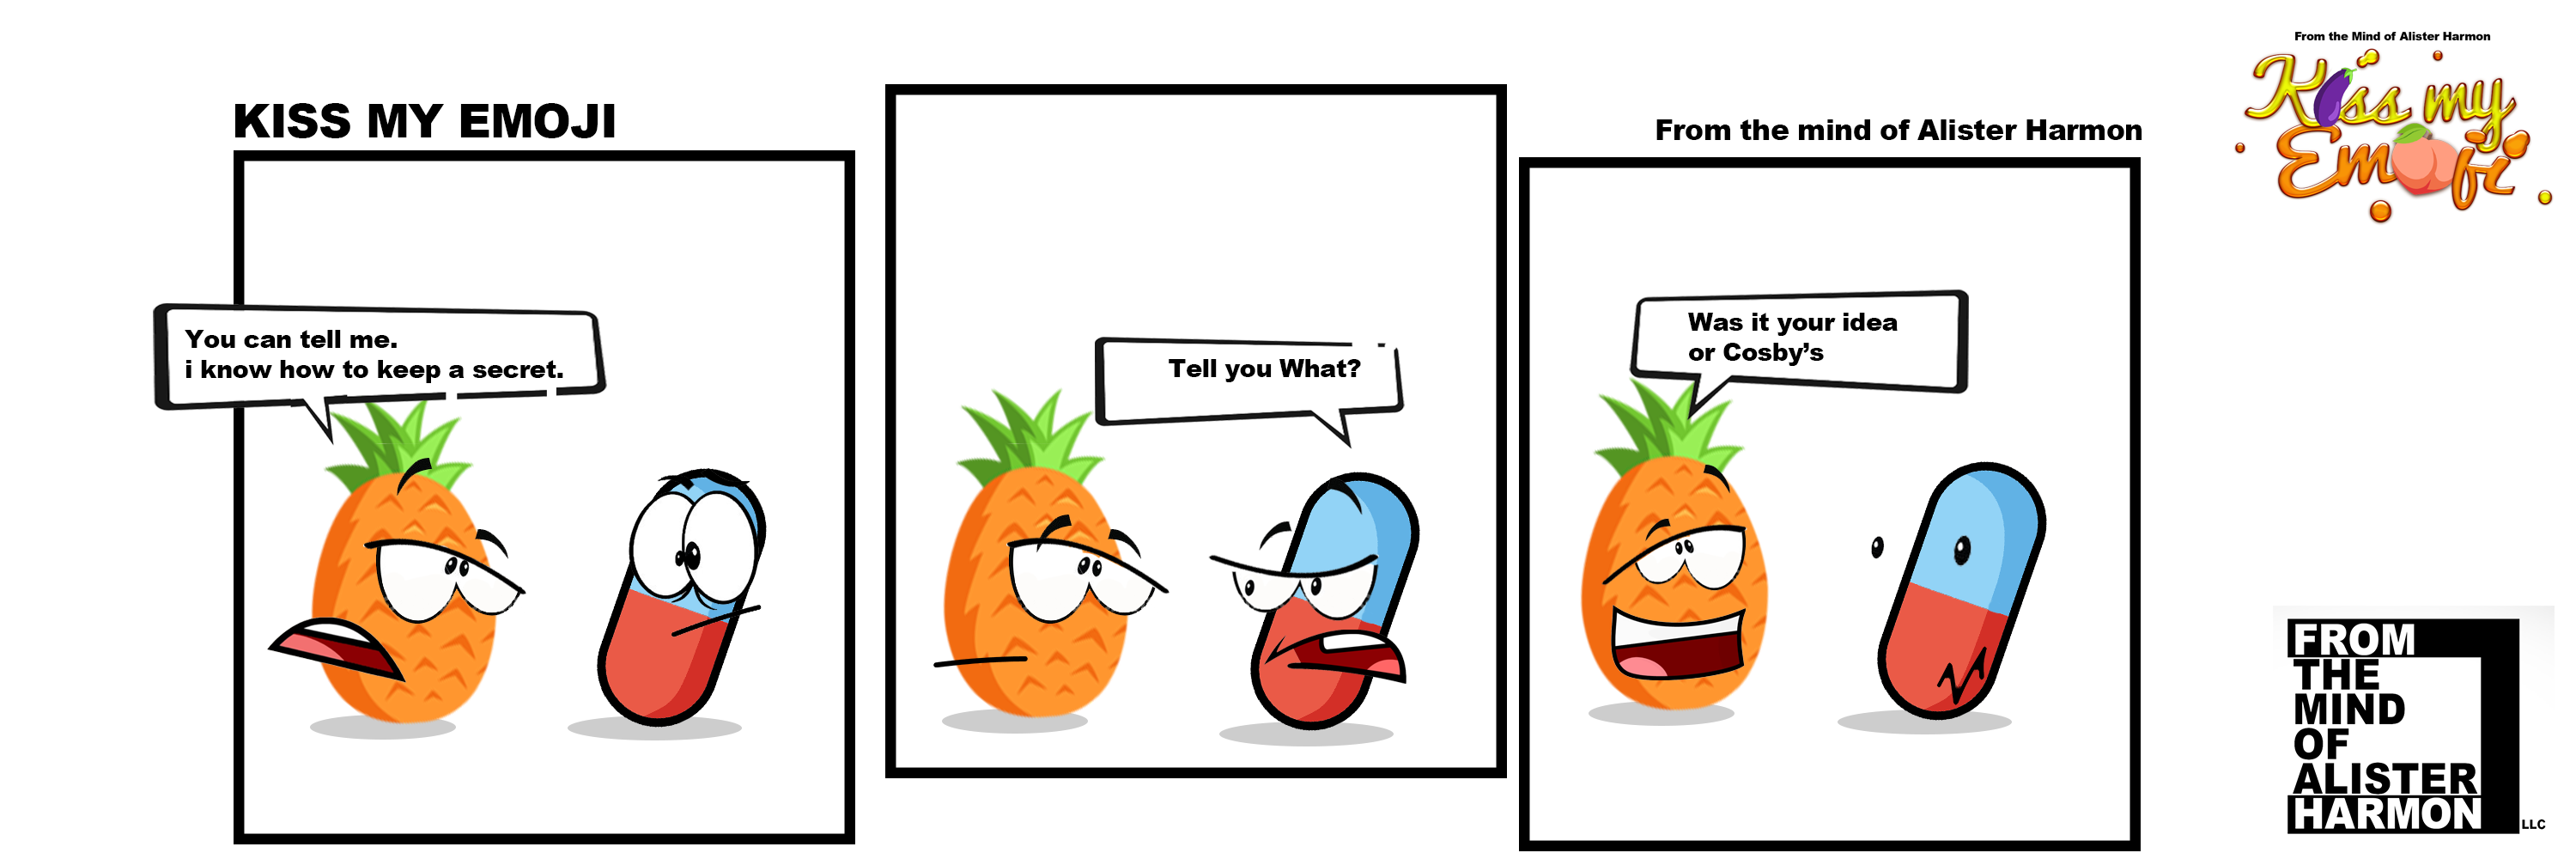 KISS MY EMOJI
You can tell me.
i know how to keep a secret.
Tell you What?
From the mind of Alister Harmon
Was it your idea
or Cosby's
From the Mind of Alister Harmon
Kiss my
Emoji
FROM
THE
MIND
OF
ALISTER
HARMON
LLC